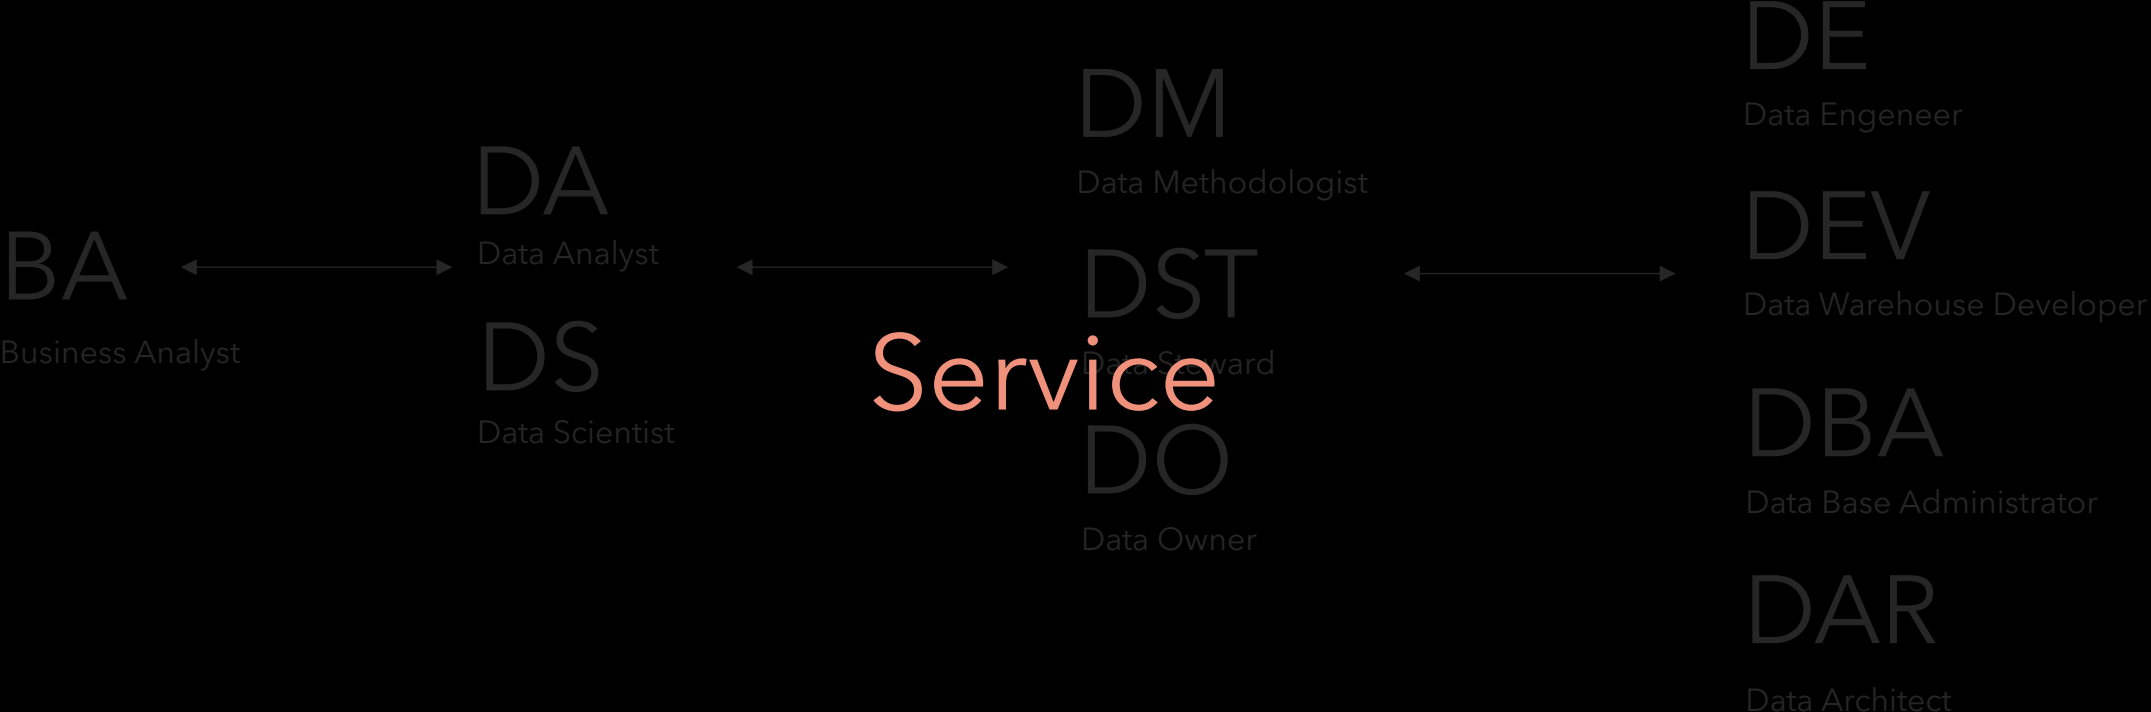 BA
Business Analyst
DA
Data Analyst
DS
Data Scientist
DM
Data Methodologist
DST
Data Steward
Service
DO
Data Owner
DE
Data Engeneer
DEV
Data Warehouse Developer
DBA
Data Base Administrator
DAR
Data Architect